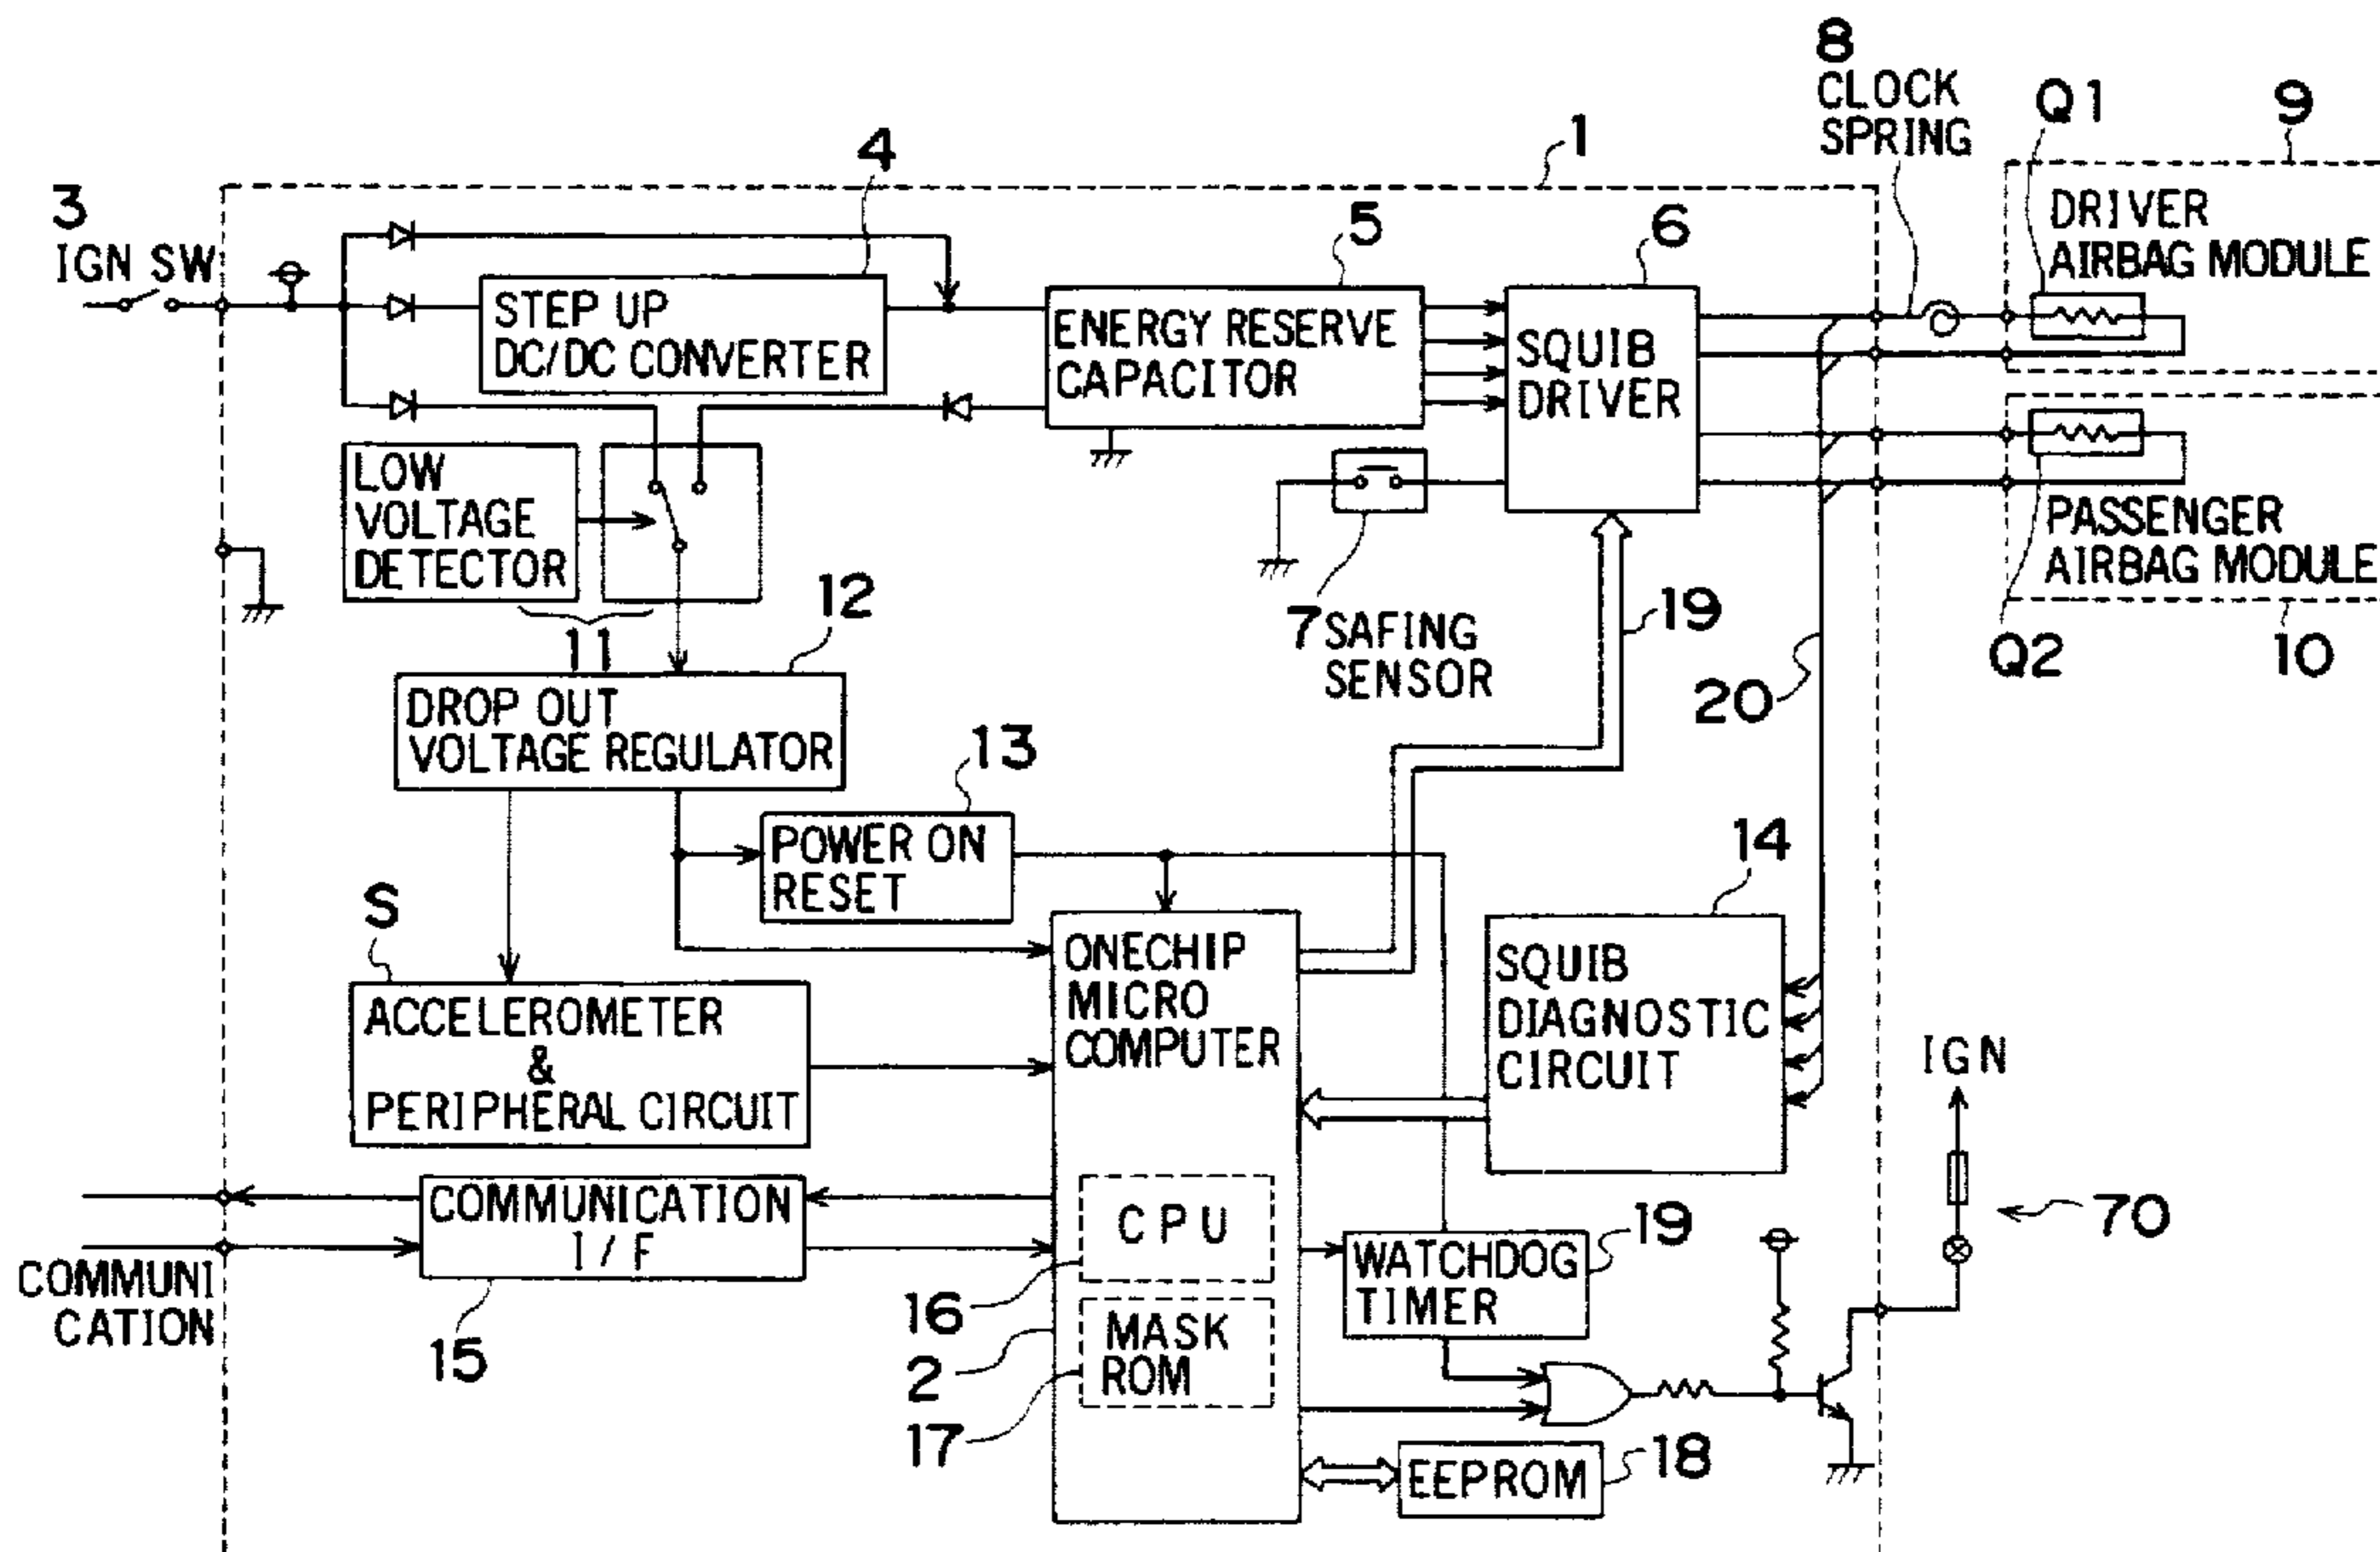 8
CLOCK
SPRING
Q1
9
1
4
3
IGN SW
5
6
DRIVER
AIRBAG MODULE
STEP UP
DC/DC CONVERTER
ENERGY RESERVE
CAPACITOR
SQUIB
DRIVER
LOW
VOLTAGE
DETECTOR
11
12
7 SAFING
SENSOR
19
PASSENGER
AIRBAG MODULE
Q2
10
20
DROP OUT
VOLTAGE REGULATOR
13
POWER ON
RESET
14
S
ACCELEROMETER
&
PERIPHERAL CIRCUIT
ONECHIP
MICRO
COMPUTER
SQUIB
DIAGNOSTIC
CIRCUIT
IGN
70
COMMUNICATION
I/F
15
COMMUNI
CATION
CPU
16
MASK
ROM
2
17
WATCHDOG
TIMER
19
EEPROM
18